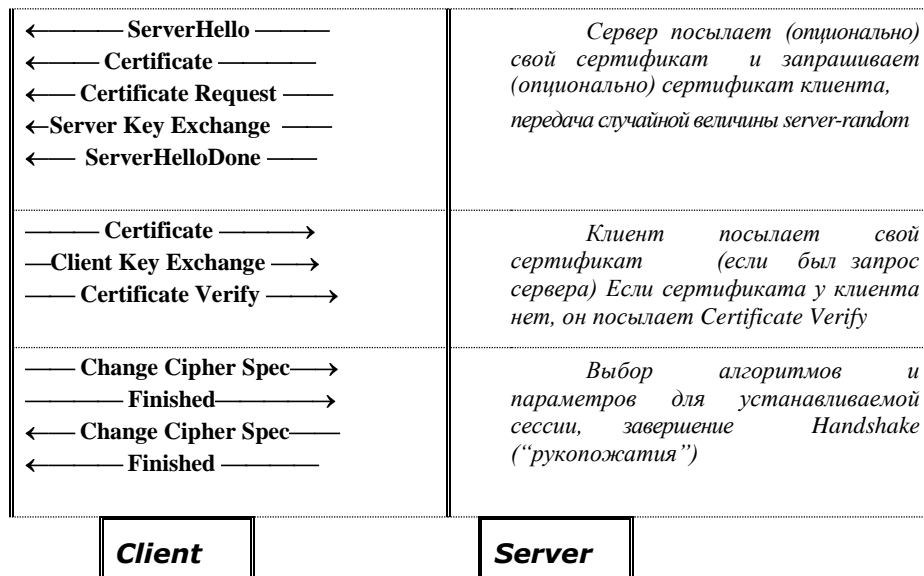 ← ServerHello
← Certificate
← Certificate Request
← Server Key Exchange
← ServerHelloDone
Сервер посылает (опционально)
свой сертификат и запрашивает
(опционально) сертификат клиента,
передача случайной величины server-random
Certificate →
Client Key Exchange →
Certificate Verify →
Клиент посылает свой
сертификат (если был запрос
сервера) Если сертификата у клиента
нет, он посылает Certificate Verify
Change Cipher Spec →
Finished →
← Change Cipher Spec
← Finished
Выбор алгоритмов и
параметров для устанавливаемой
сессии, завершение Handshake
(“рукопожатия”)
Client
Server